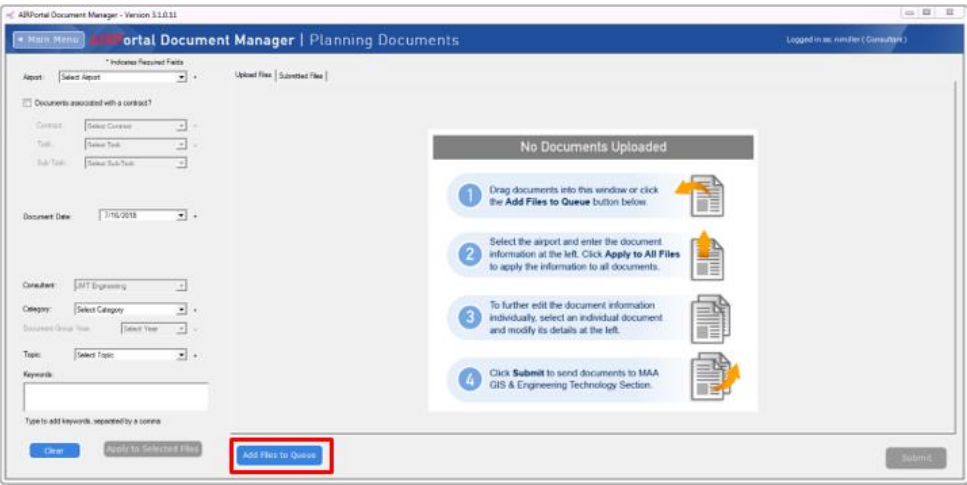 AIRPortal Document Manager - Version 3.1.0.11
Main Menu
AIRPortal Document Manager | Planning Documents
Logged in as: nmiller ( Consultant )
* Indicates Required Fields
Airport: Select Airport *
Upload Files Submitted Files
Documents associated with a contract?
Contract: Select Contract *
Task: Select Task *
Sub-Task: Select Sub-Task
Document Date: 7/16/2018 *
Consultant: JMT Engineering
Category: Select Category *
Document Group Year: Select Year *
Topic: Select Topic *
Keywords:
Type to add keywords, separated by a comma
Clear
Apply to Selected Files
No Documents Uploaded
1
Drag documents into this window or click
the Add Files to Queue button below.
2
Select the airport and enter the document
information at the left. Click Apply to All Files
to apply the information to all documents.
3
To further edit the document information
individually, select an individual document
and modify its details at the left.
4
Click Submit to send documents to MAA
GIS & Engineering Technology Section.
Add Files to Queue
Submit